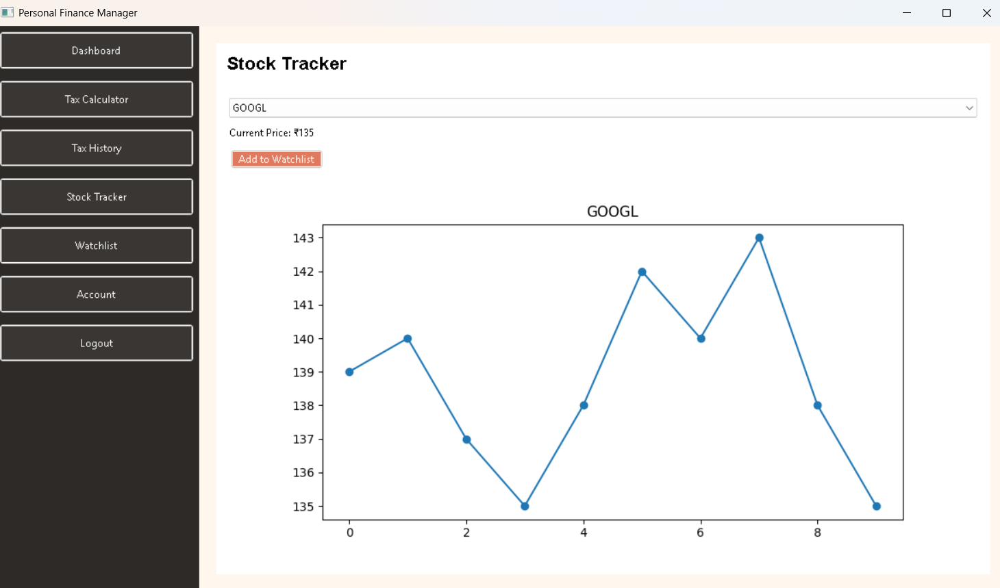 Personal Finance Manager
Dashboard
Tax Calculator
Tax History
Stock Tracker
Watchlist
Account
Logout
Stock Tracker
GOOGL
Current Price: ₹135
Add to Watchlist
GOOGL
143
142
141
140
139
138
137
136
135
0 2 4 6 8